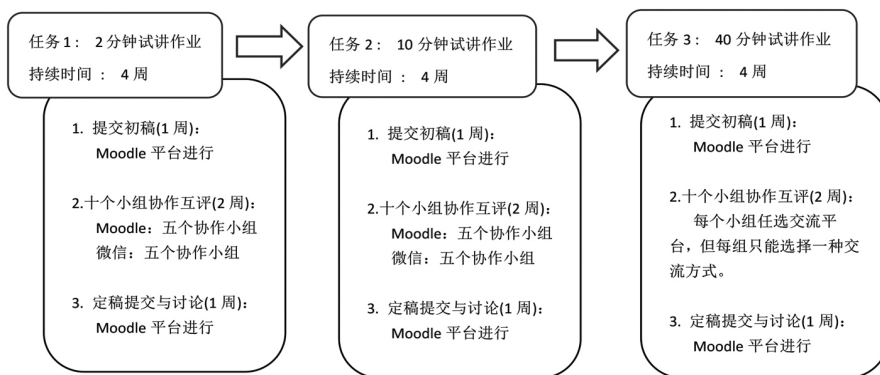 任务 1： 2 分钟试讲作业
持续时间 ： 4 周
1. 提交初稿(1 周)：
Moodle 平台进行
2.十个小组协作互评(2 周)：
Moodle：五个协作小组
微信：五个协作小组
3. 定稿提交与讨论(1 周)：
Moodle 平台进行
任务 2： 10 分钟试讲作业
持续时间 ： 4 周
1. 提交初稿(1 周)：
Moodle 平台进行
2.十个小组协作互评(2 周)：
Moodle：五个协作小组
微信：五个协作小组
3. 定稿提交与讨论(1 周)：
Moodle 平台进行
任务 3： 40 分钟试讲作业
持续时间 ： 4 周
1. 提交初稿(1 周)：
Moodle 平台进行
2.十个小组协作互评(2 周)：
每个小组任选交流平
台，但每组只能选择一种交
流方式。
3. 定稿提交与讨论(1 周)：
Moodle 平台进行